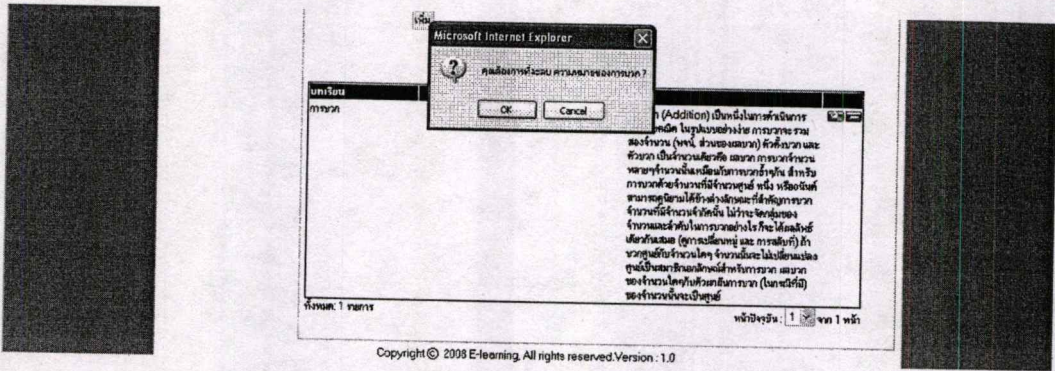 เพิ่ม
Microsoft Internet Explorer
คุณต้องการที่จะลบ ความหมายของการบวก ?
OK Cancel
บทเรียน
การบวก
(Addition) เป็นหนึ่งในการดำเนินการ
คณิต ในรูปแบบอย่างง่าย การบวกจะรวม
สองจำนวน (พจน์, ส่วนของผลบวก) ตัวตั้งบวก และ
ตัวบวก เป็นจำนวนเดียวคือ ผลบวก การบวกจำนวน
หลายๆจำนวนนั้นเหมือนกับการบวกซ้ำๆกัน สำหรับ
การบวกด้วยจำนวนที่มีจำนวนศูนย์ หนึ่ง หรืออนันต์
สามารถดูนิยามได้ข้างล่างลักษณะที่สำคัญการบวก
จำนวนที่มีจำนวนจำกัดนั้น ไม่ว่าจะจัดกลุ่มของ
จำนวนและลำดับในการบวกอย่างไร ก็จะได้ผลลัพธ์
เดียวกันเสมอ (ดูการเปลี่ยนหมู่ และ การสลับที่) ถ้า
บวกศูนย์กับจำนวนใดๆ จำนวนนั้นจะไม่เปลี่ยนแปลง
ศูนย์เป็นสมาชิกเอกลักษณ์สำหรับการบวก ผลบวก
ของจำนวนใดๆกับตัวผกผันการบวก (ในกรณีที่มี)
ของจำนวนนั้นจะเป็นศูนย์
ทั้งหมด: 1 รายการ
หน้าปัจจุบัน : 1 จาก 1 หน้า
Copyright © 2008 E-learning, All rights reserved.Version : 1.0